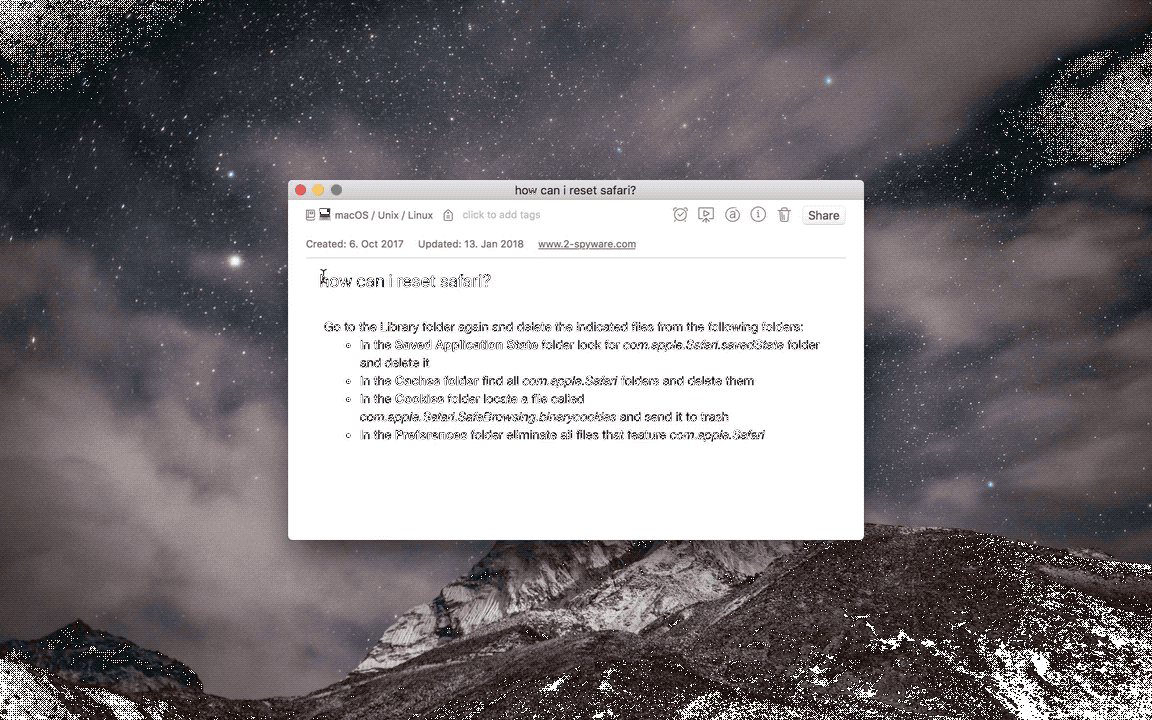 how can i reset safari?
macOS / Unix / Linux click to add tags Share
Created: 6. Oct 2017 Updated: 13. Jan 2018 www.2-spyware.com
how can i reset safari?
Go to the Library folder again and delete the indicated files from the following folders:
In the Saved Application State folder look for com.apple.Safari.savedState folder
and delete it
In the Caches folder find all com.apple.Safari folders and delete them
In the Cookies folder locate a file called
com.apple.Safari.SafeBrowsing.binarycookies and send it to trash
In the Preferences folder eliminate all files that feature com.apple.Safari